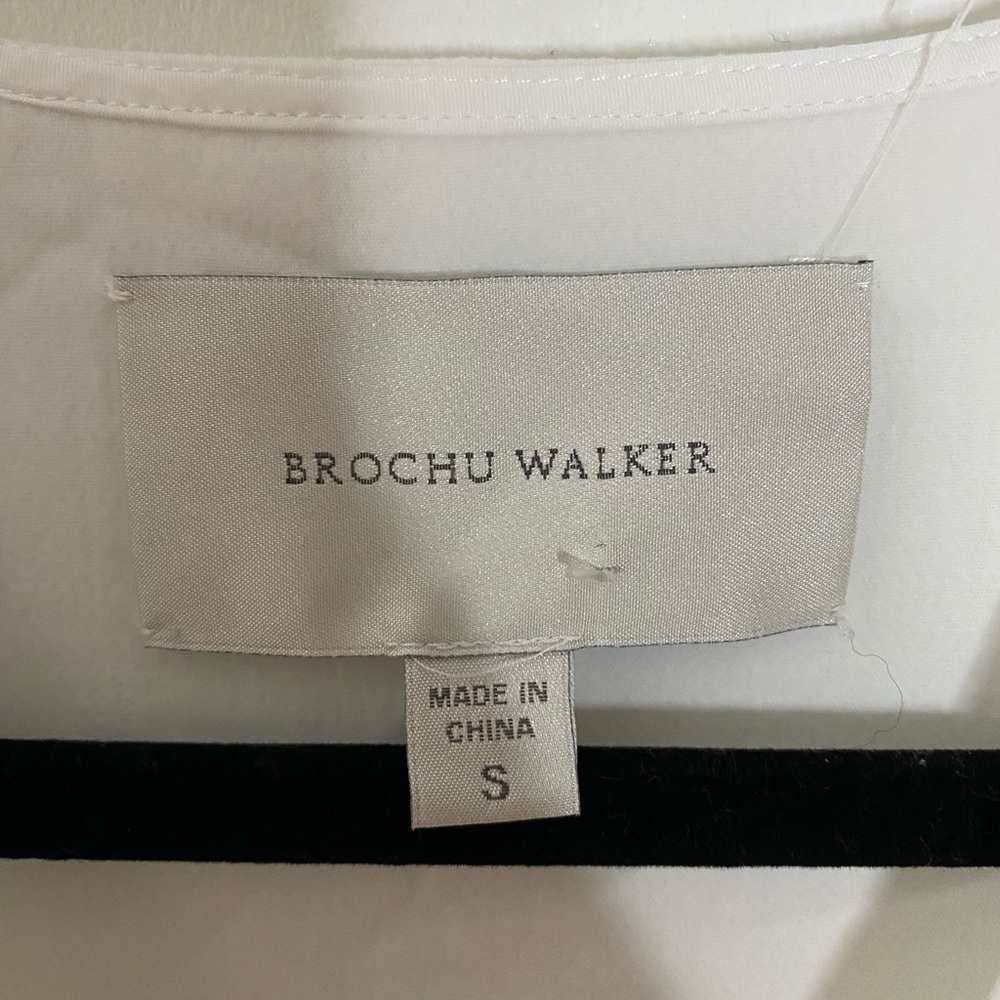 BROCHU WALKER
MADE IN
CHINA
S